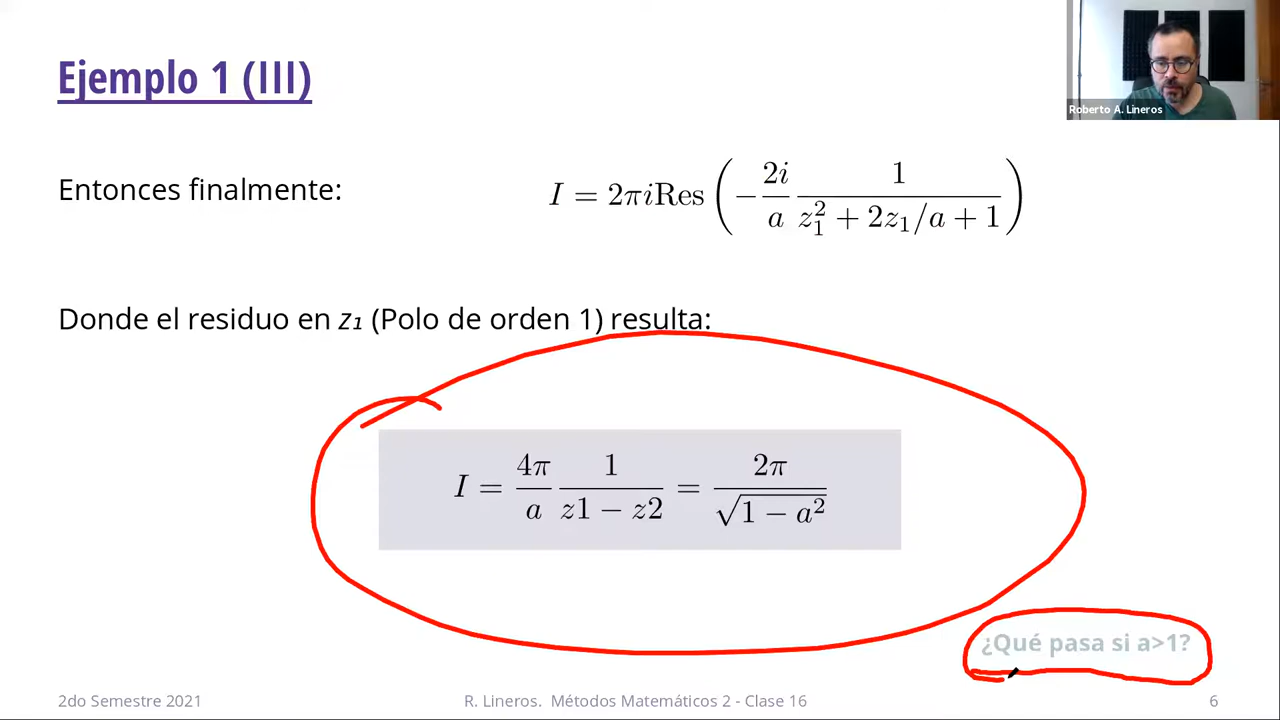 Ejemplo 1 (III)
Roberto A. Lineros
Entonces finalmente: I = 2πiRes(−2i/a 1/(z₁² + 2z₁/a + 1))
Donde el residuo en z₁ (Polo de orden 1) resulta:
I = 4π/a 1/(z1 − z2) = 2π/√(1 − a²)
¿Qué pasa si a>1?
2do Semestre 2021 R. Lineros. Métodos Matemáticos 2 - Clase 16 6